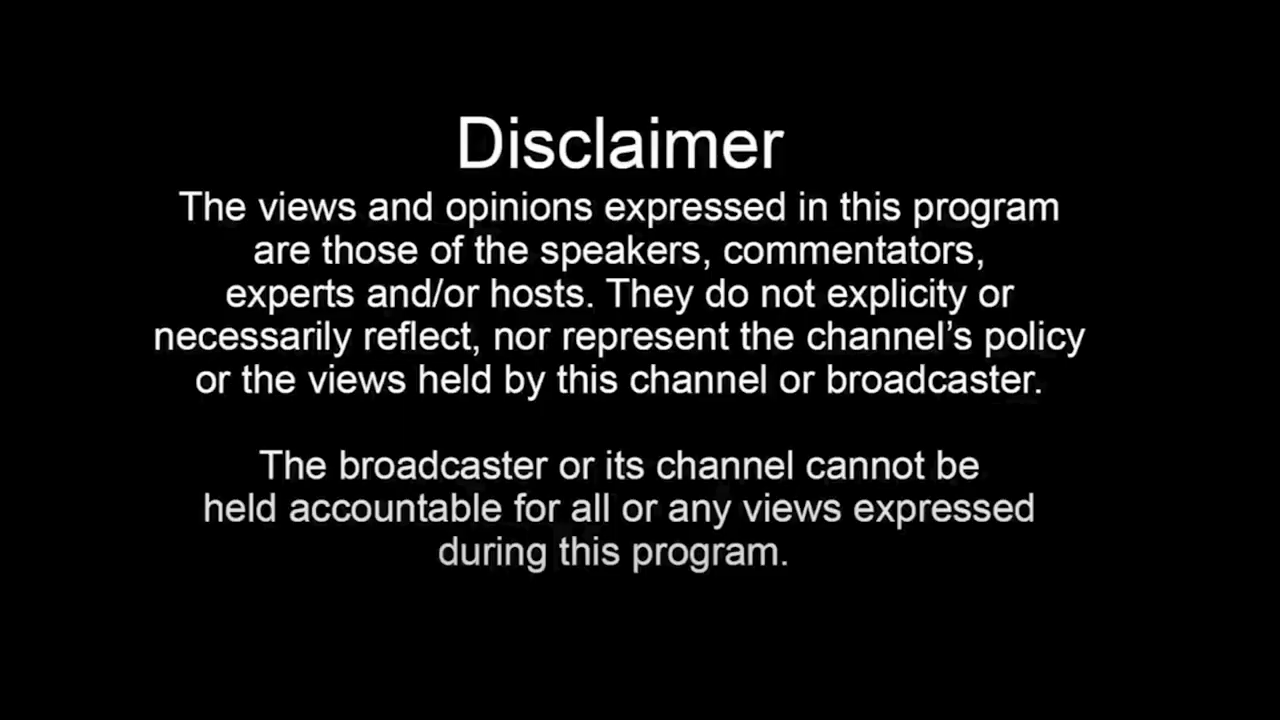 Disclaimer
The views and opinions expressed in this program
are those of the speakers, commentators,
experts and/or hosts. They do not explicity or
necessarily reflect, nor represent the channel's policy
or the views held by this channel or broadcaster.
The broadcaster or its channel cannot be
held accountable for all or any views expressed
during this program.